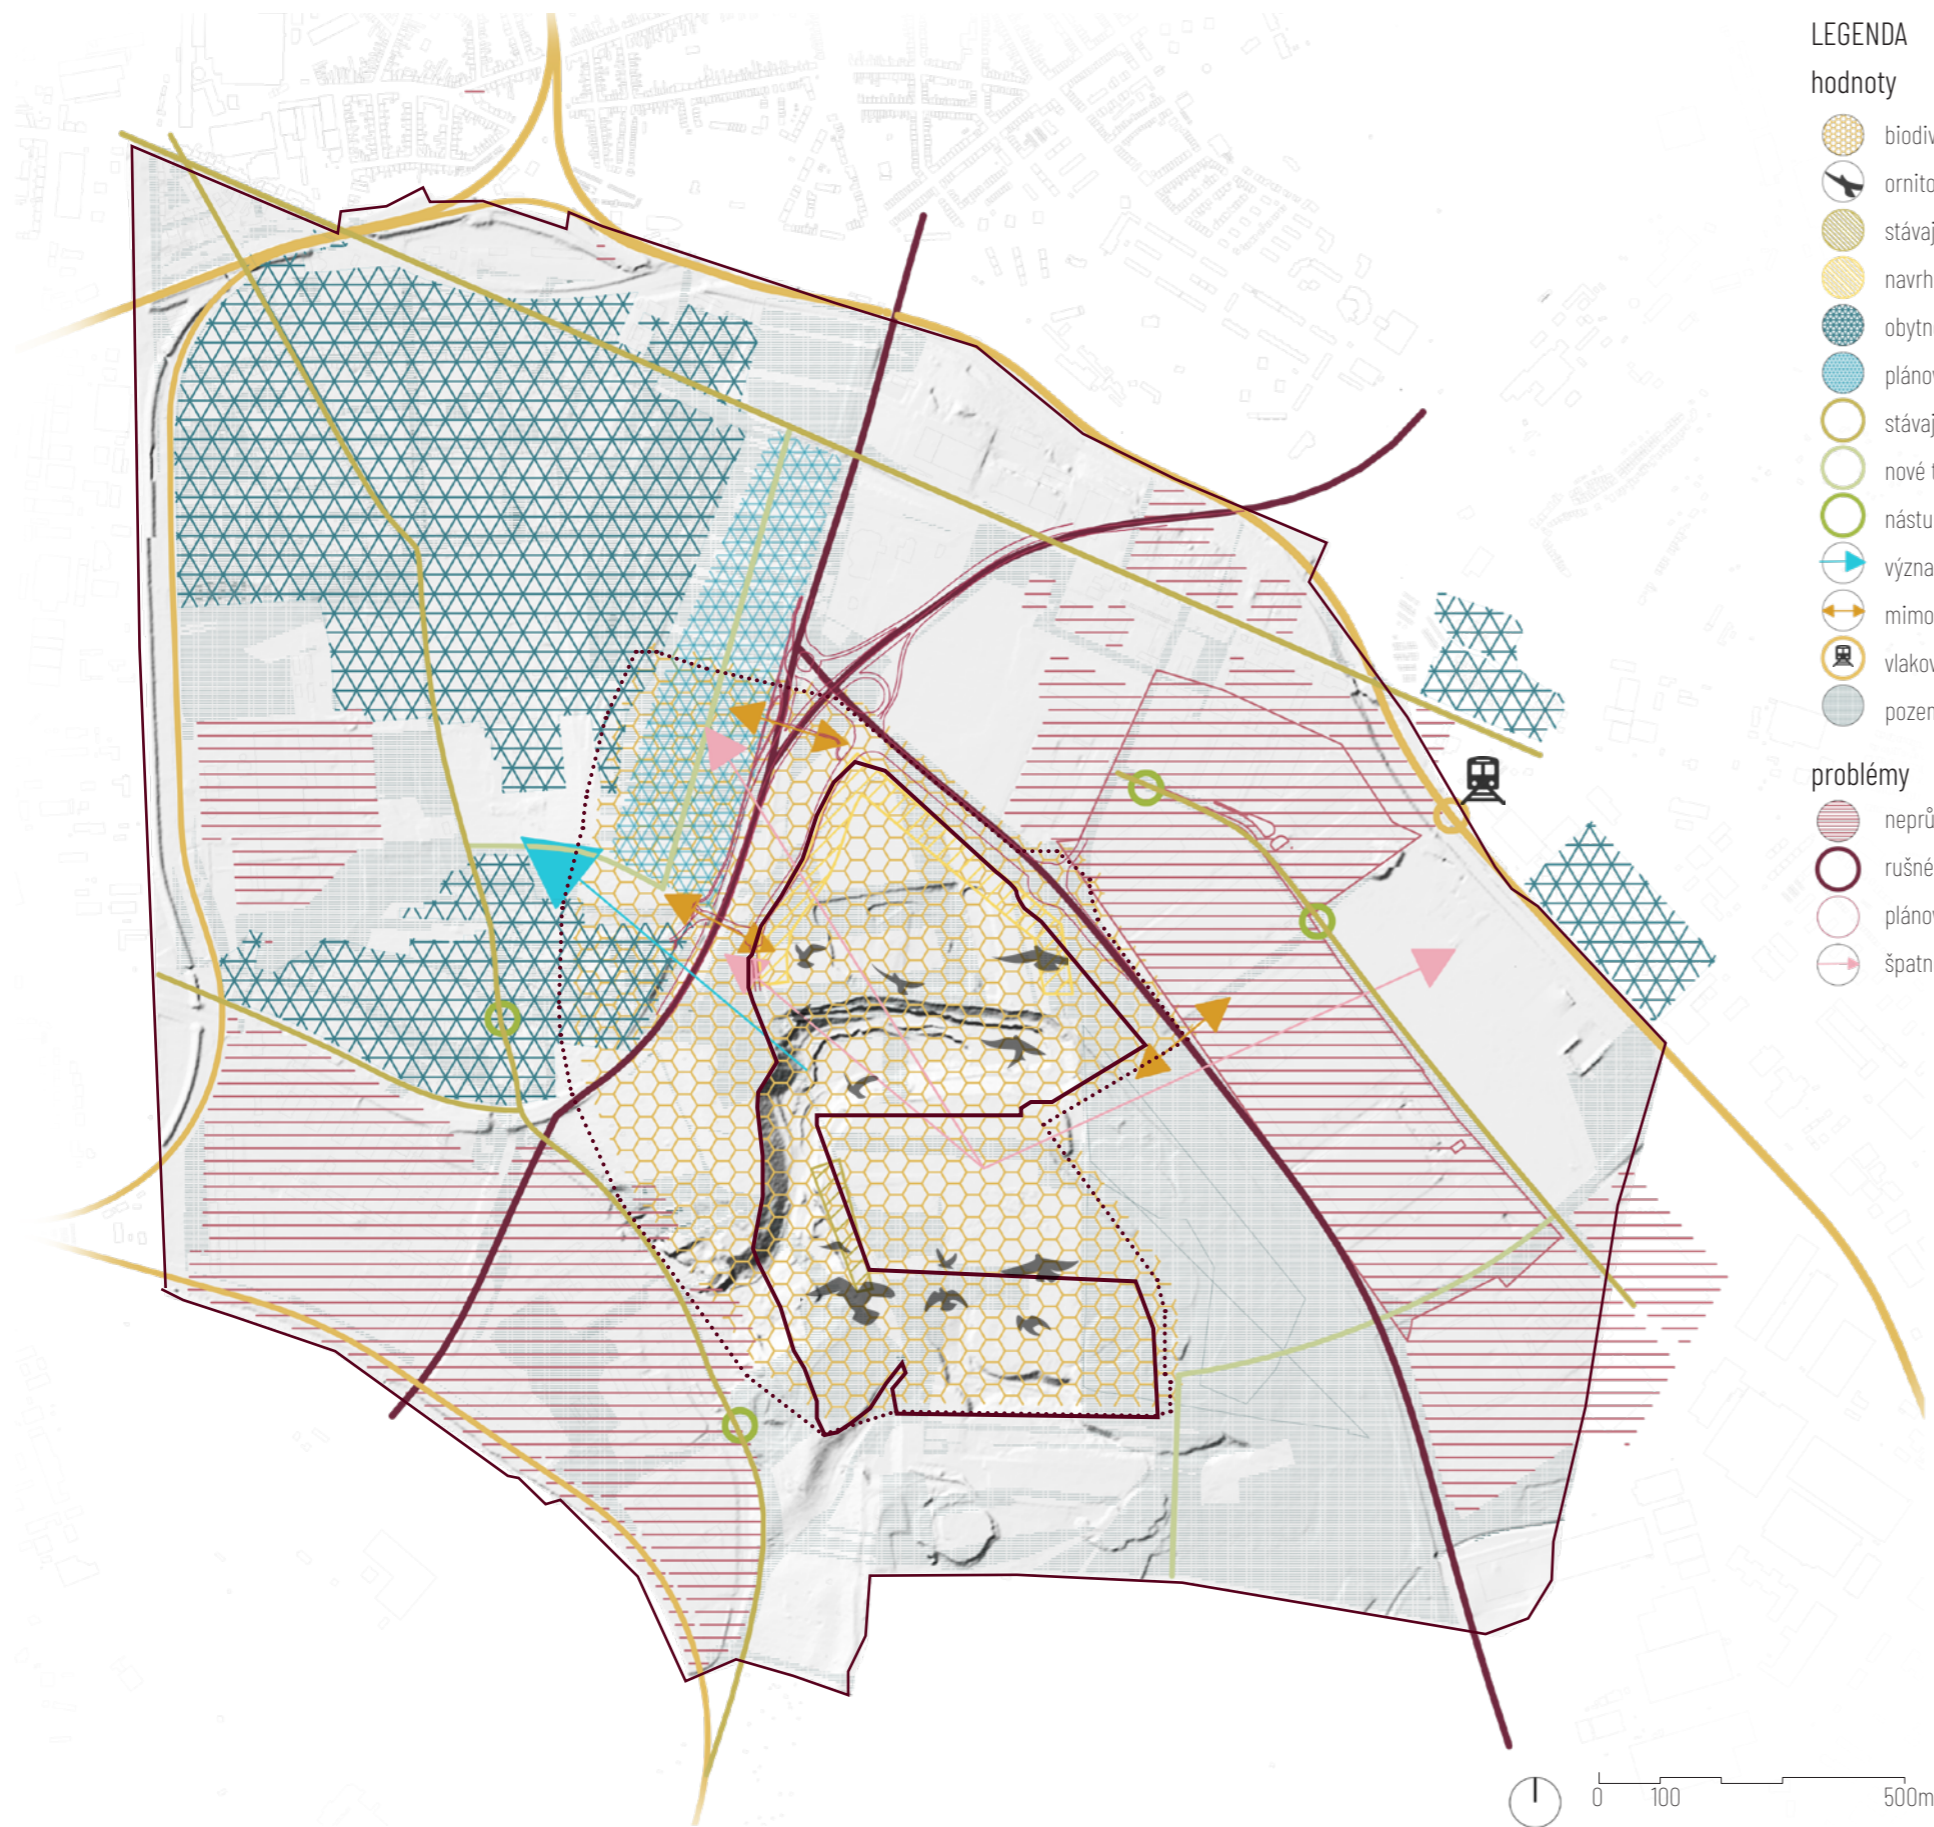 LEGENDA
hodnoty
biodiv
ornito
stávaj
navrh
obytn
plánov
stávaj
nové t
nástu
význa
mimo
vlakov
pozem
problémy
neprů
rušné
plánov
špatn
0 100 500m